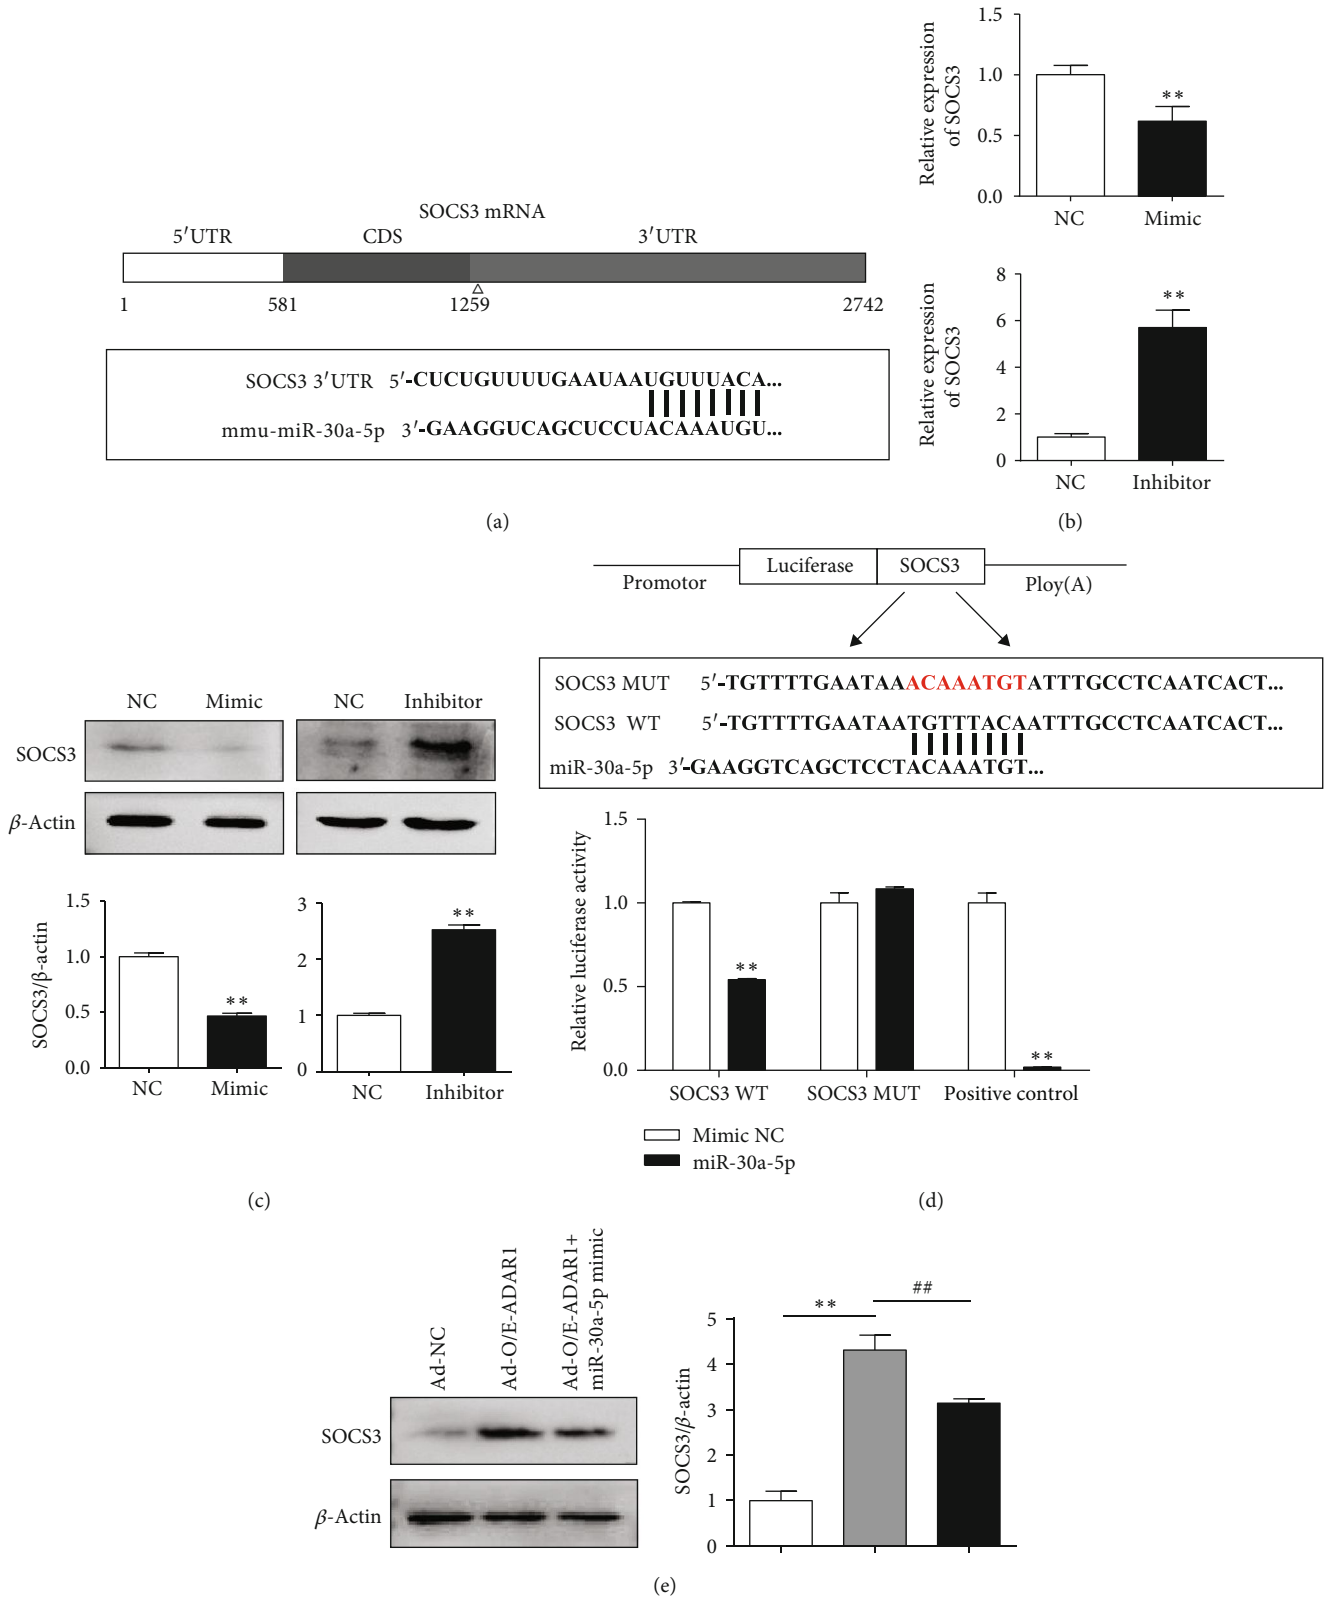 SOCS3 mRNA
5′UTR CDS 3′UTR
1 581 1259 2742
SOCS3 3′UTR 5′-CUCUGUUUUGAAUAAUGUUUACA...
mmu-miR-30a-5p 3′-GAAGGUCAGCUCCUACAAAUGU...
(a)
Relative expression
of SOCS3
1.5
1.0
0.5
0.0
**
NC Mimic
Relative expression
of SOCS3
8
6
4
2
0
**
NC Inhibitor
(b)
NC Mimic NC Inhibitor
SOCS3
β-Actin
SOCS3/β-actin
1.5
1.0
0.5
0.0
**
NC Mimic
3
2
1
0
**
NC Inhibitor
(c)
Luciferase SOCS3
Promotor Ploy(A)
SOCS3 MUT 5′-TGTTTTGAATAAACAAATGTATTTGCCTCAATCACT...
SOCS3 WT 5′-TGTTTTGAATAATGTTTACAATTTGCCTCAATCACT...
miR-30a-5p 3′-GAAGGTCAGCTCCTACAAATGT...
Relative luciferase activity
1.5
1.0
0.5
0.0
**
**
SOCS3 WT SOCS3 MUT Positive control
Mimic NC
miR-30a-5p
(d)
Ad-NC
Ad-O/E-ADAR1
Ad-O/E-ADAR1+
miR-30a-5p mimic
SOCS3
β-Actin
SOCS3/β-actin
5
4
3
2
1
0
**
##
(e)